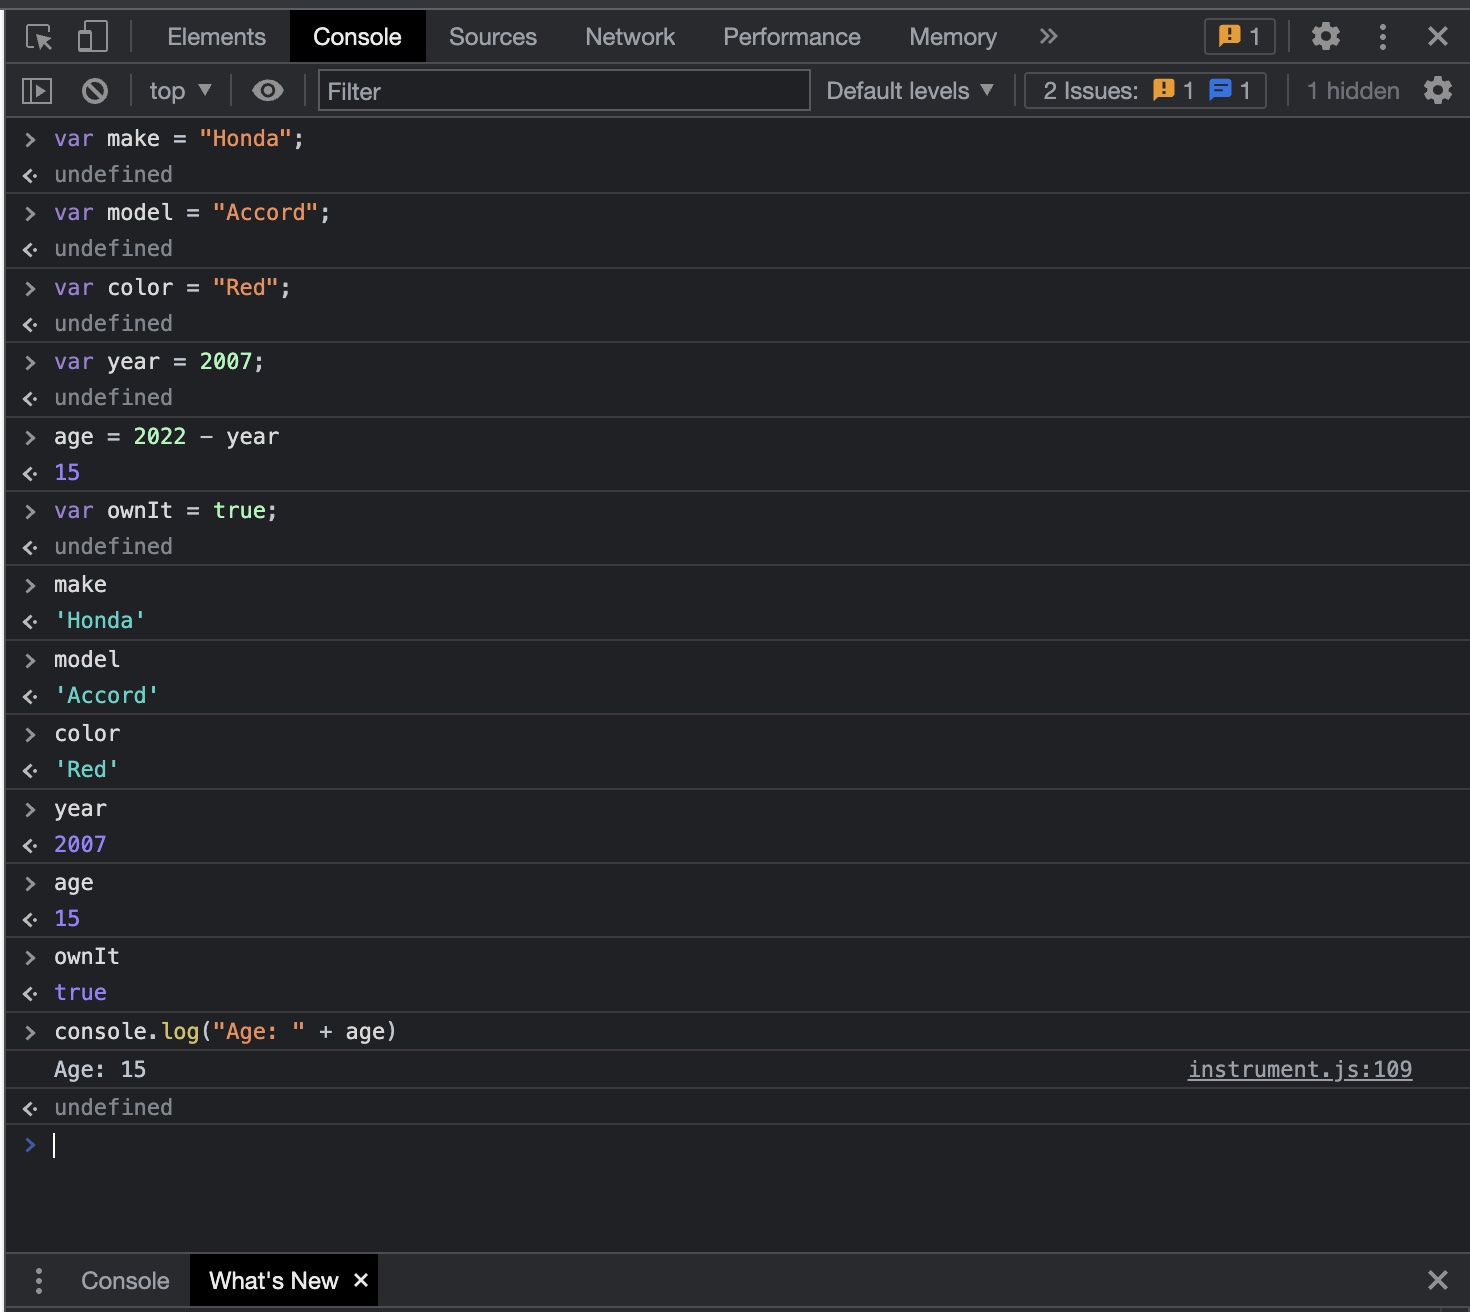 Elements Console Sources Network Performance Memory » 1
top ▼ Filter Default levels ▼ 2 Issues: 1 1 1 hidden
> var make = "Honda";
undefined
> var model = "Accord";
undefined
> var color = "Red";
undefined
> var year = 2007;
undefined
> age = 2022 - year
15
> var ownIt = true;
undefined
> make
'Honda'
> model
'Accord'
> color
'Red'
> year
2007
> age
15
> ownIt
true
> console.log("Age: " + age)
Age: 15 instrument.js:109
undefined
>
Console What's New ×